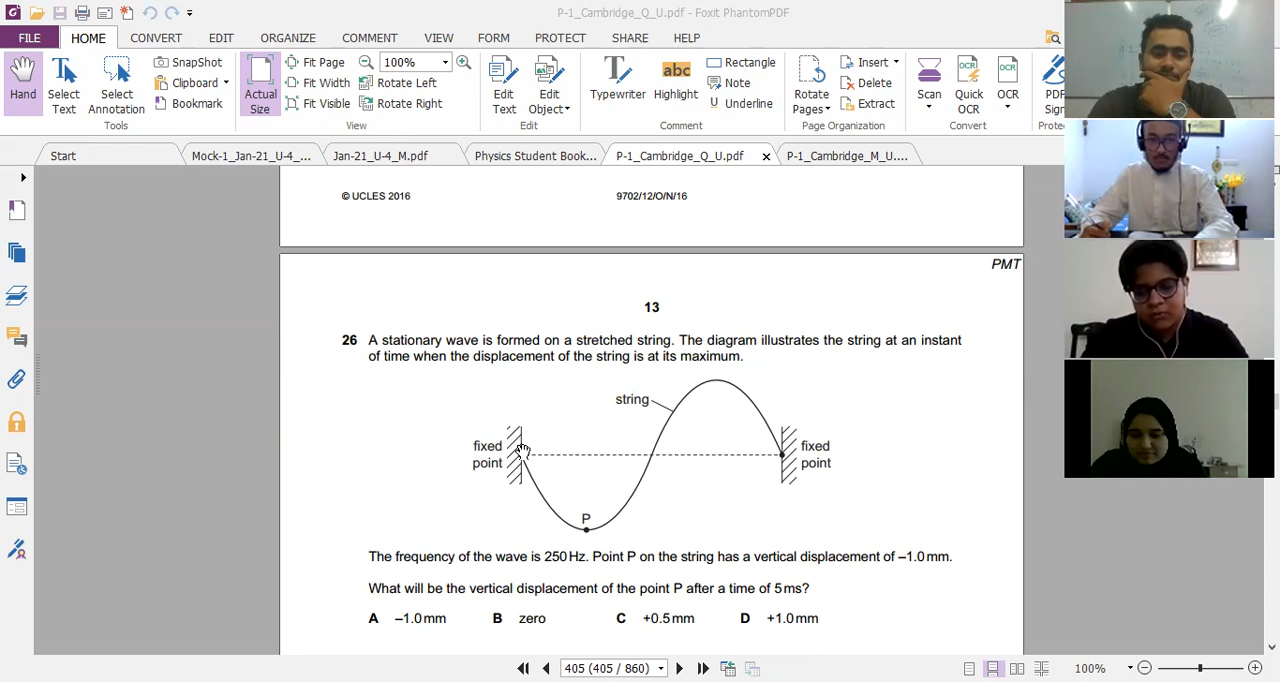 P-1_Cambridge_Q_U.pdf - Foxit PhantomPDF
FILE HOME CONVERT EDIT ORGANIZE COMMENT VIEW FORM PROTECT SHARE HELP
Hand
Select Text
Select Annotation
SnapShot
Clipboard
Bookmark
Tools
Actual Size
Fit Page
Fit Width
Fit Visible
100%
Rotate Left
Rotate Right
View
Edit Text
Edit Object
Edit
Typewriter
abc
Highlight
Rectangle
Note
Underline
Comment
Rotate Pages
Insert
Delete
Extract
Page Organization
Scan
OCR
Quick OCR
OCR
OCR
Convert
PDF
Sign
Prote
Start
Mock-1_Jan-21_U-4_...
Jan-21_U-4_M.pdf
Physics Student Book...
P-1_Cambridge_Q_U.pdf
P-1_Cambridge_M_U....
© UCLES 2016
9702/12/O/N/16
PMT
13
26 A stationary wave is formed on a stretched string. The diagram illustrates the string at an instant
of time when the displacement of the string is at its maximum.
string
fixed point
fixed point
P
The frequency of the wave is 250 Hz. Point P on the string has a vertical displacement of –1.0 mm.
What will be the vertical displacement of the point P after a time of 5 ms?
A –1.0 mm B zero C +0.5 mm D +1.0 mm
405 (405 / 860)
100%